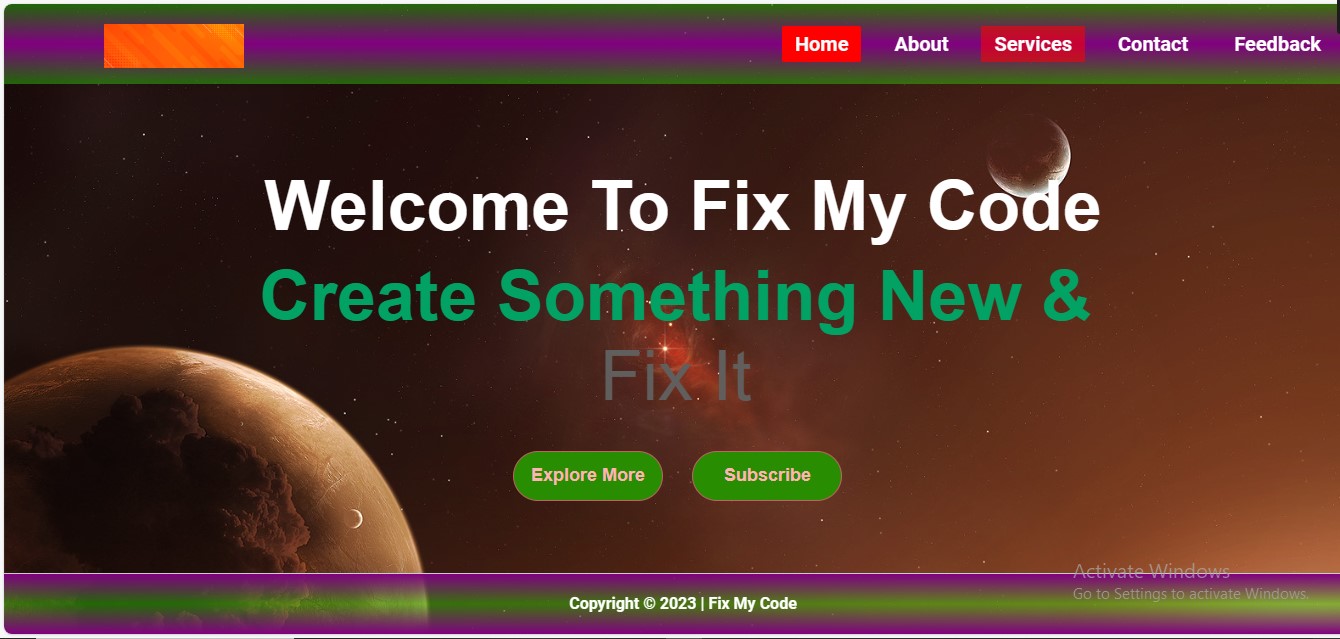 Home About Services Contact Feedback
Welcome To Fix My Code
Create Something New &
Fix It
Explore More Subscribe
Activate Windows
Go to Settings to activate Windows.
Copyright © 2023 | Fix My Code